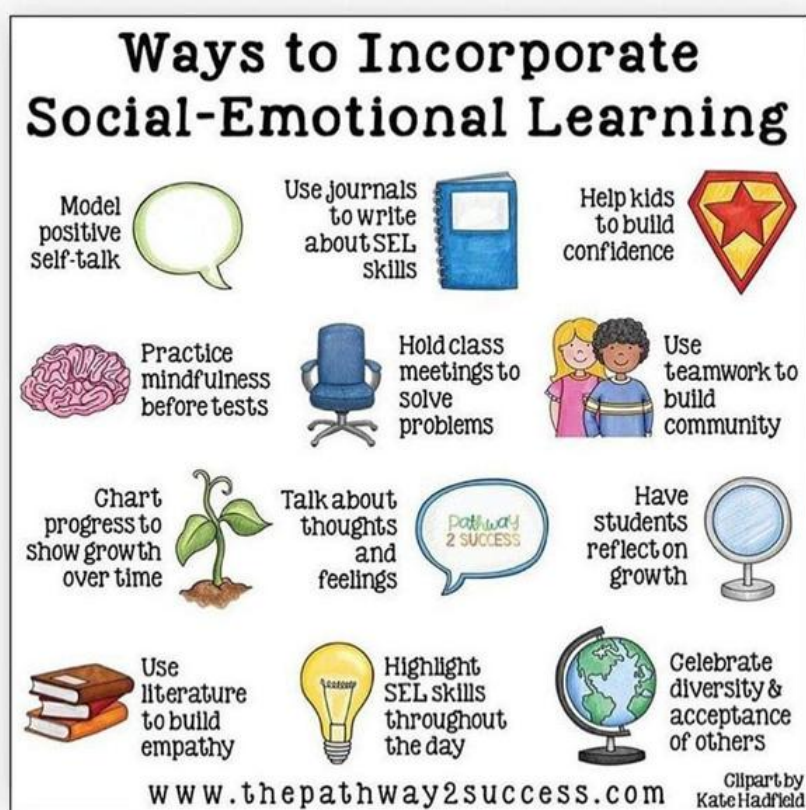 Ways to Incorporate
Social-Emotional Learning
Model
positive
self-talk
Use journals
to write
about SEL
skills
Help kids
to build
confidence
Practice
mindfulness
before tests
Hold class
meetings to
solve
problems
Use
teamwork to
build
community
Chart
progress to
show growth
over time
Talk about
thoughts
and
feelings
pathway
2 SUCCESS
Have
students
reflect on
growth
Use
literature
to build
empathy
Highlight
SEL skills
throughout
the day
Celebrate
diversity &
acceptance
of others
www.thepathway2success.com
Clipart by
Kate Hadfield